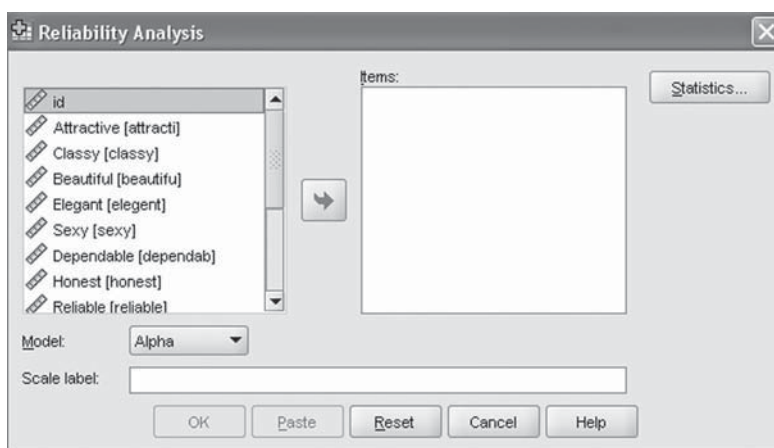 Reliability Analysis
Items:
Statistics...
id
Attractive [attracti]
Classy [classy]
Beautiful [beautifu]
Elegant [elegent]
Sexy [sexy]
Dependable [dependab]
Honest [honest]
Reliable [reliable]
Model:
Alpha
Scale label:
OK
Paste
Reset
Cancel
Help